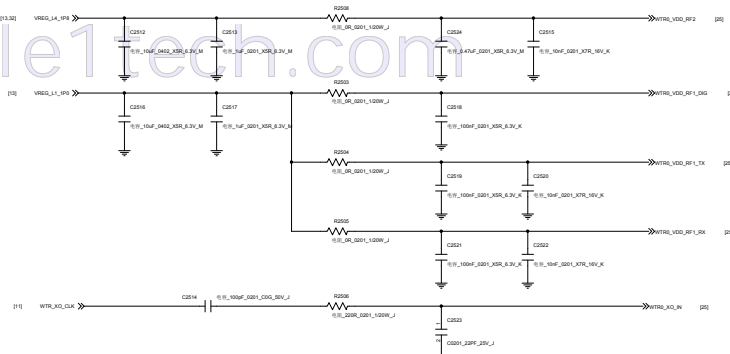 R2508
[13,32] VREG_L4_1P8 WTR0_VDD_RF2 [25]
C2512 C2513 电阻_0R_0201_1/20W_J C2524 C2515
电容_10uF_0402_X5R_6.3V_M 电容_1uF_0201_X5R_6.3V_M 电容_0.47uF_0201_X5R_6.3V_M 电容_10nF_0201_X7R_16V_K
le1tech.com
R2503
[13] VREG_L1_1P0 WTR0_VDD_RF1_DIG
C2516 C2517 电阻_0R_0201_1/20W_J C2518
电容_10uF_0402_X5R_6.3V_M 电容_1uF_0201_X5R_6.3V_M 电容_100nF_0201_X5R_6.3V_K
R2504
WTR0_VDD_RF1_TX [25
电阻_0R_0201_1/20W_J C2519 C2520
电容_100nF_0201_X5R_6.3V_K 电容_10nF_0201_X7R_16V_K
R2505
WTR0_VDD_RF1_RX
电阻_0R_0201_1/20W_J C2521 C2522
电容_100nF_0201_X5R_6.3V_K 电容_10nF_0201_X7R_16V_K
C2514 电容_100pF_0201_C0G_50V_J R2506
[11] WTR_XO_CLK WTR0_XO_IN [25]
电阻_220R_0201_1/20W_J
1 C2523
2 C0201_22PF_25V_J